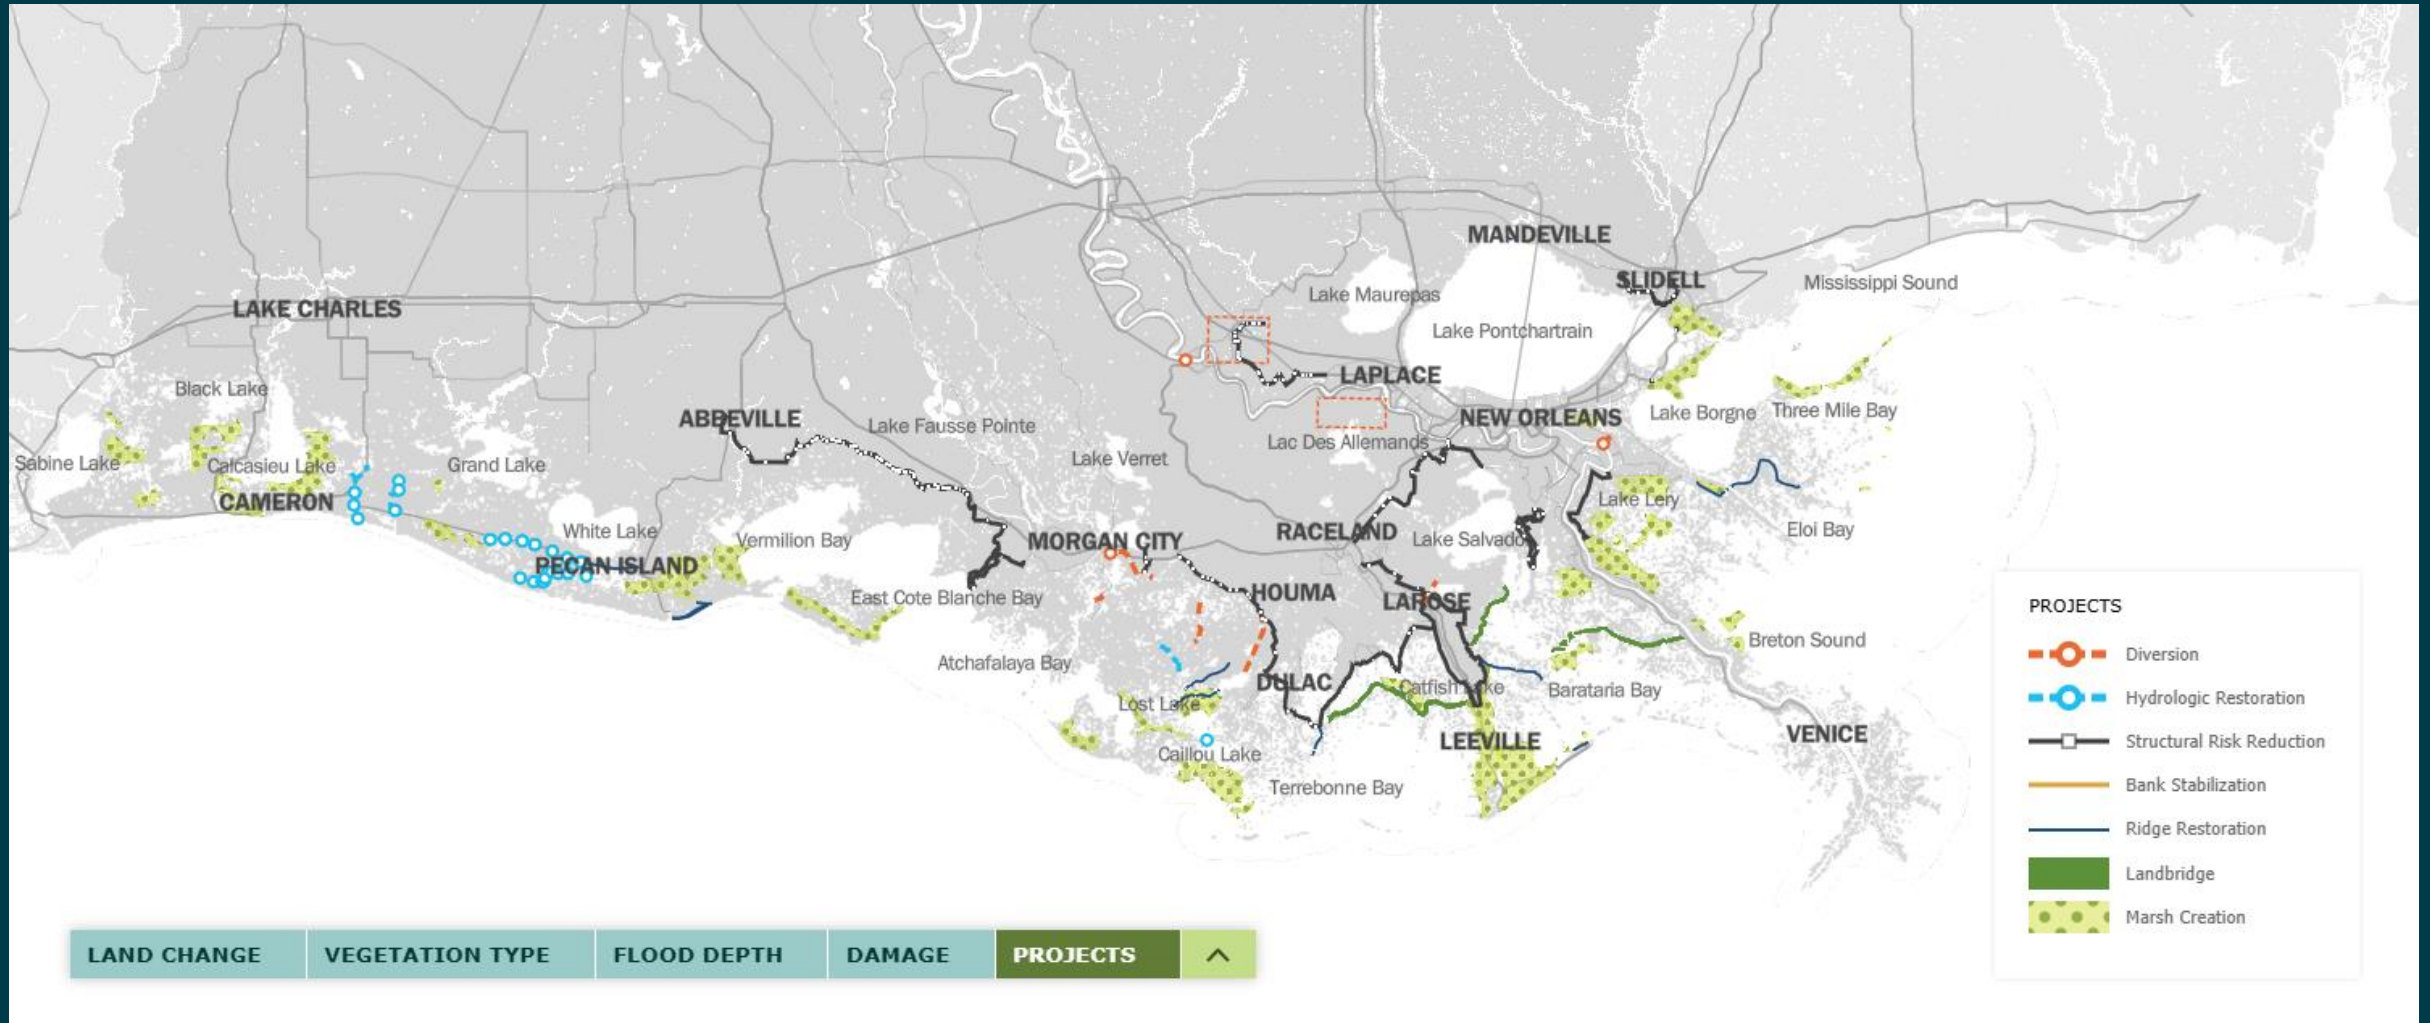 MANDEVILLE
SLIDELL
Mississippi Sound
Lake Maurepas
LAKE CHARLES
Lake Pontchartrain
LAPLACE
Black Lake
ABBEVILLE
Lake Fausse Pointe
NEW ORLEANS
Lake Borgne
Three Mile Bay
Lac Des Allemands
Sabine Lake
Calcasieu Lake
Grand Lake
Lake Verret
CAMERON
Lake Lery
White Lake
Vermilion Bay
MORGAN CITY
RACELAND
Lake Salvador
Eloi Bay
PECAN ISLAND
East Cote Blanche Bay
HOUMA
LAROSE
Breton Sound
Atchafalaya Bay
DULAC
Catfish Lake
Barataria Bay
Lost Lake
Caillou Lake
LEEVILLE
VENICE
Terrebonne Bay
PROJECTS
Diversion
Hydrologic Restoration
Structural Risk Reduction
Bank Stabilization
Ridge Restoration
Landbridge
Marsh Creation
LAND CHANGE
VEGETATION TYPE
FLOOD DEPTH
DAMAGE
PROJECTS